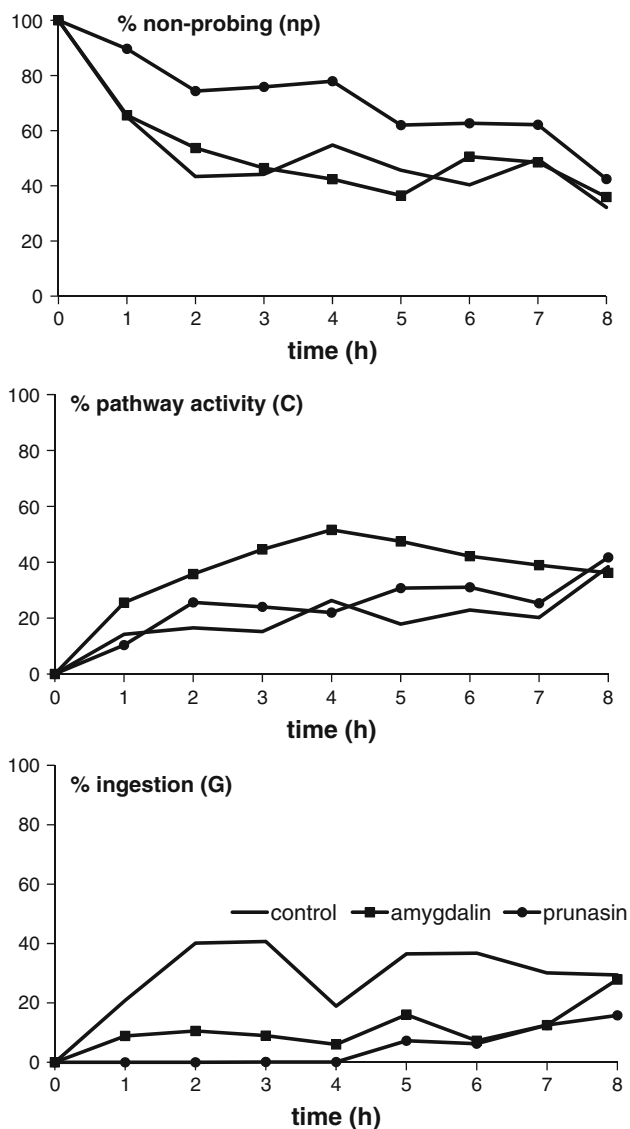 % non-probing (np)
100
80
60
40
20
0
0 1 2 3 4 5 6 7 8
time (h)
% pathway activity (C)
100
80
60
40
20
0
0 1 2 3 4 5 6 7 8
time (h)
% ingestion (G)
100
80
60
40
20
0
control amygdalin prunasin
0 1 2 3 4 5 6 7 8
time (h)